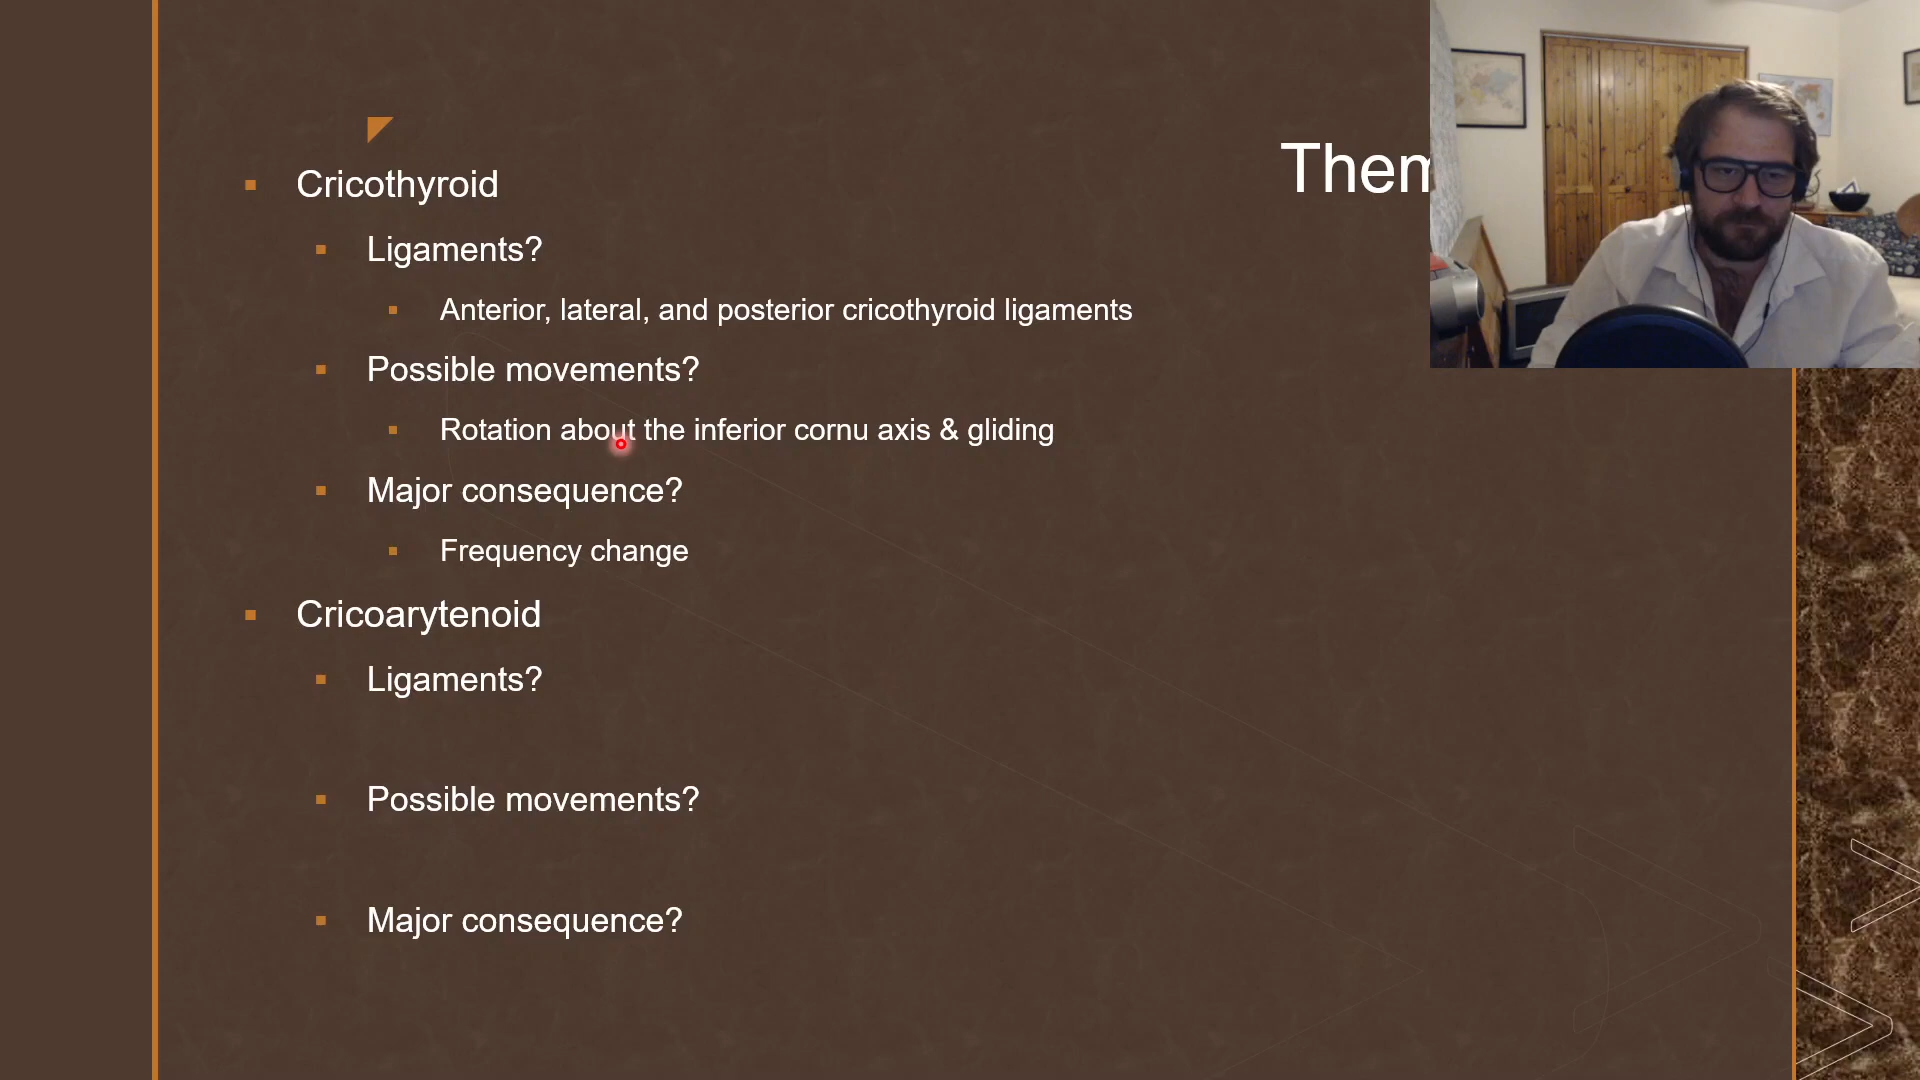 Cricothyroid
Ligaments?
Anterior, lateral, and posterior cricothyroid ligaments
Possible movements?
Rotation about the inferior cornu axis & gliding
Major consequence?
Frequency change
Cricoarytenoid
Ligaments?
Possible movements?
Major consequence?